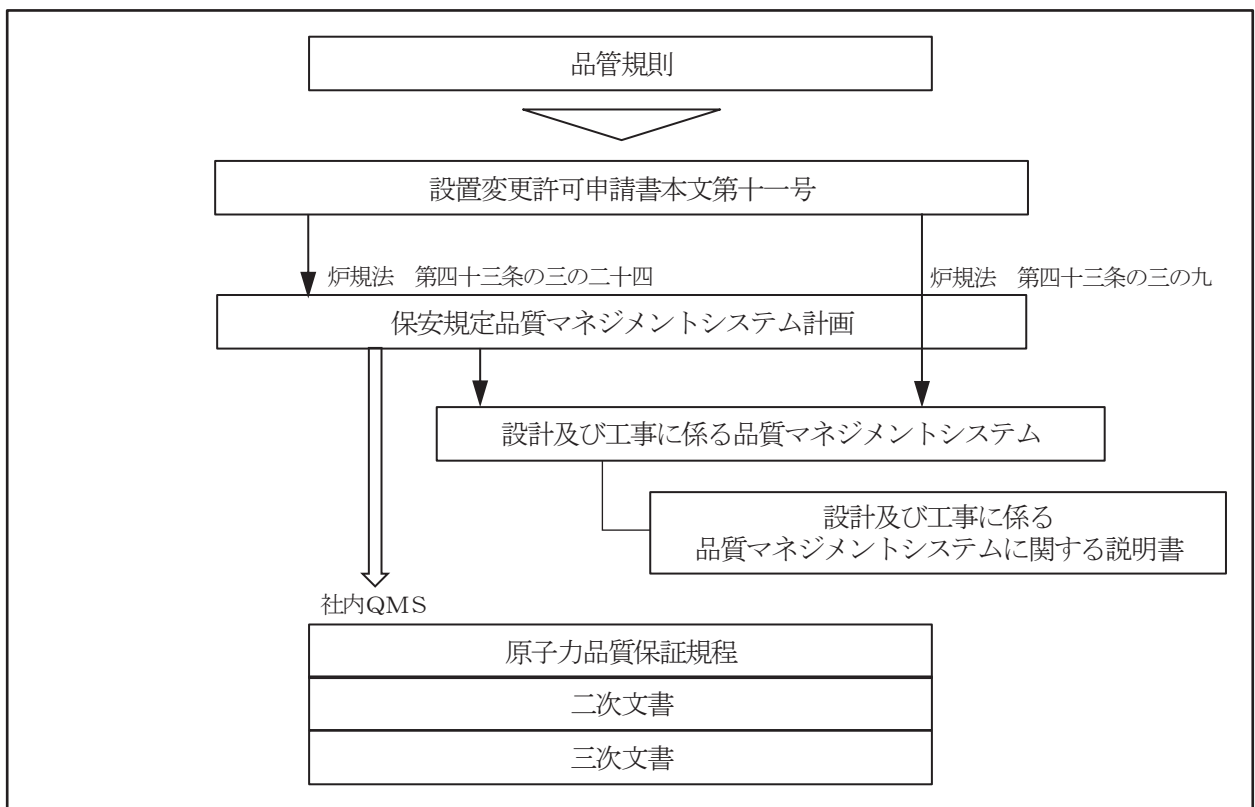 品管規則
設置変更許可申請書本文第十一号
炉規法　第四十三条の三の二十四
炉規法　第四十三条の三の九
保安規定品質マネジメントシステム計画
設計及び工事に係る品質マネジメントシステム
設計及び工事に係る
品質マネジメントシステムに関する説明書
社内ＱＭＳ
原子力品質保証規程
二次文書
三次文書